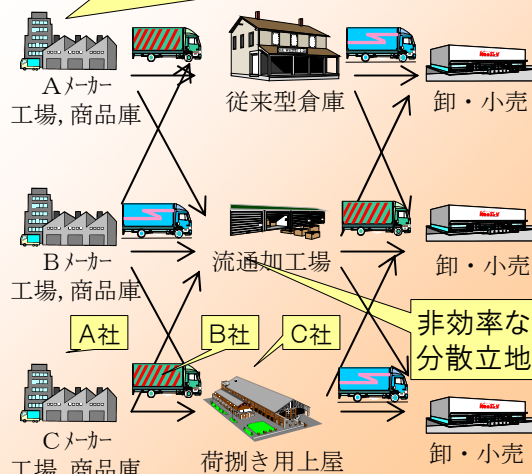 Aメーカー
工場,商品庫
従来型倉庫
卸・小売
Bメーカー
工場,商品庫
流通加工場
卸・小売
A社
B社
C社
非効率な
分散立地
Cメーカー
工場,商品庫
荷捌き用上屋
卸・小売